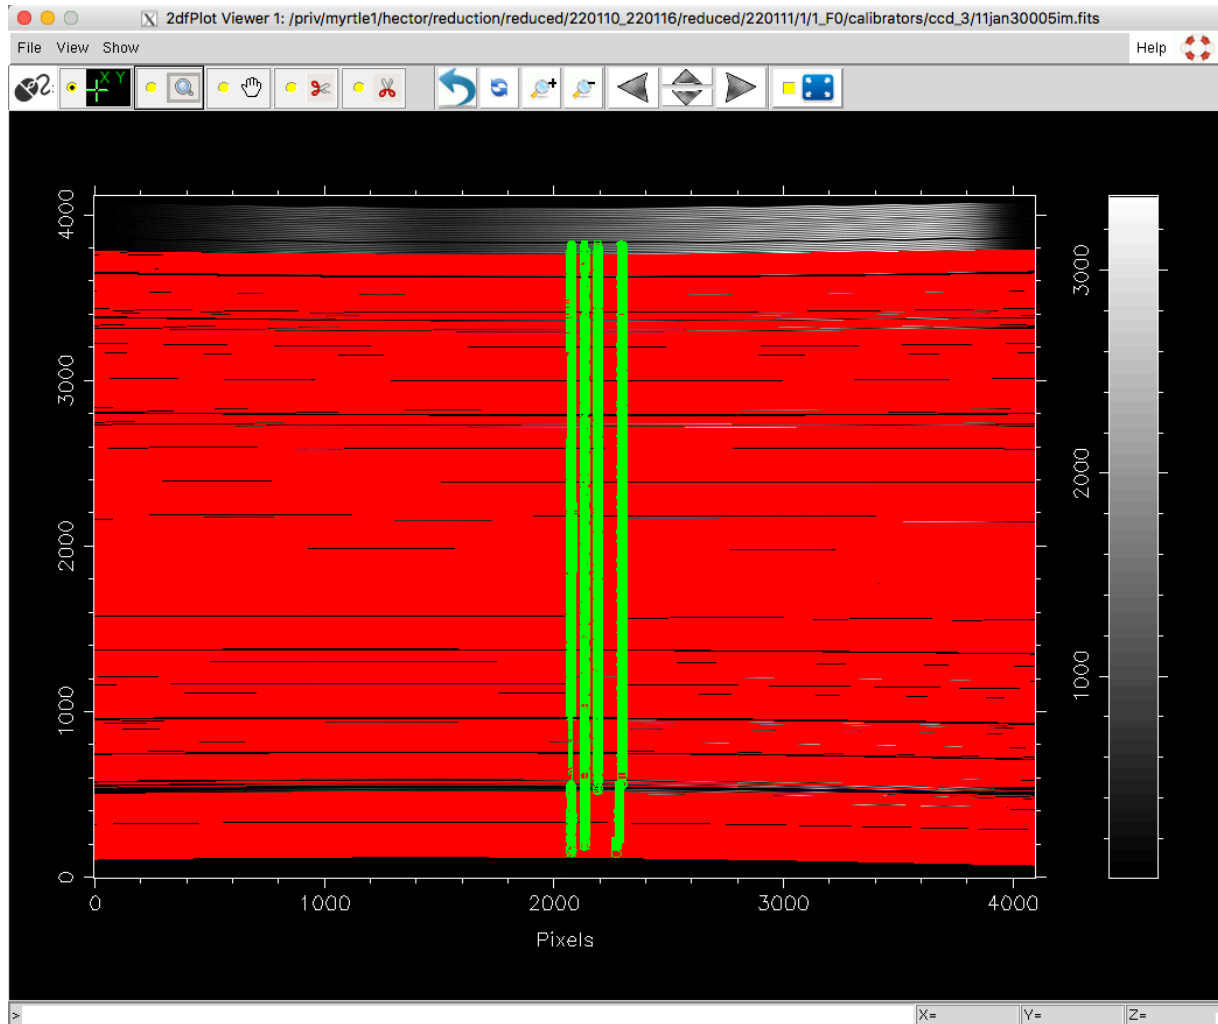 2dfPlot Viewer 1: /priv/myrtle1/hector/reduction/reduced/220110_220116/reduced/220111/1/1_F0/calibrators/ccd_3/11jan30005im.fits
File View Show Help
X Y
4000
3000
2000
1000
0
0 1000 2000 3000 4000
Pixels
3000
2000
1000
> X= Y= Z=